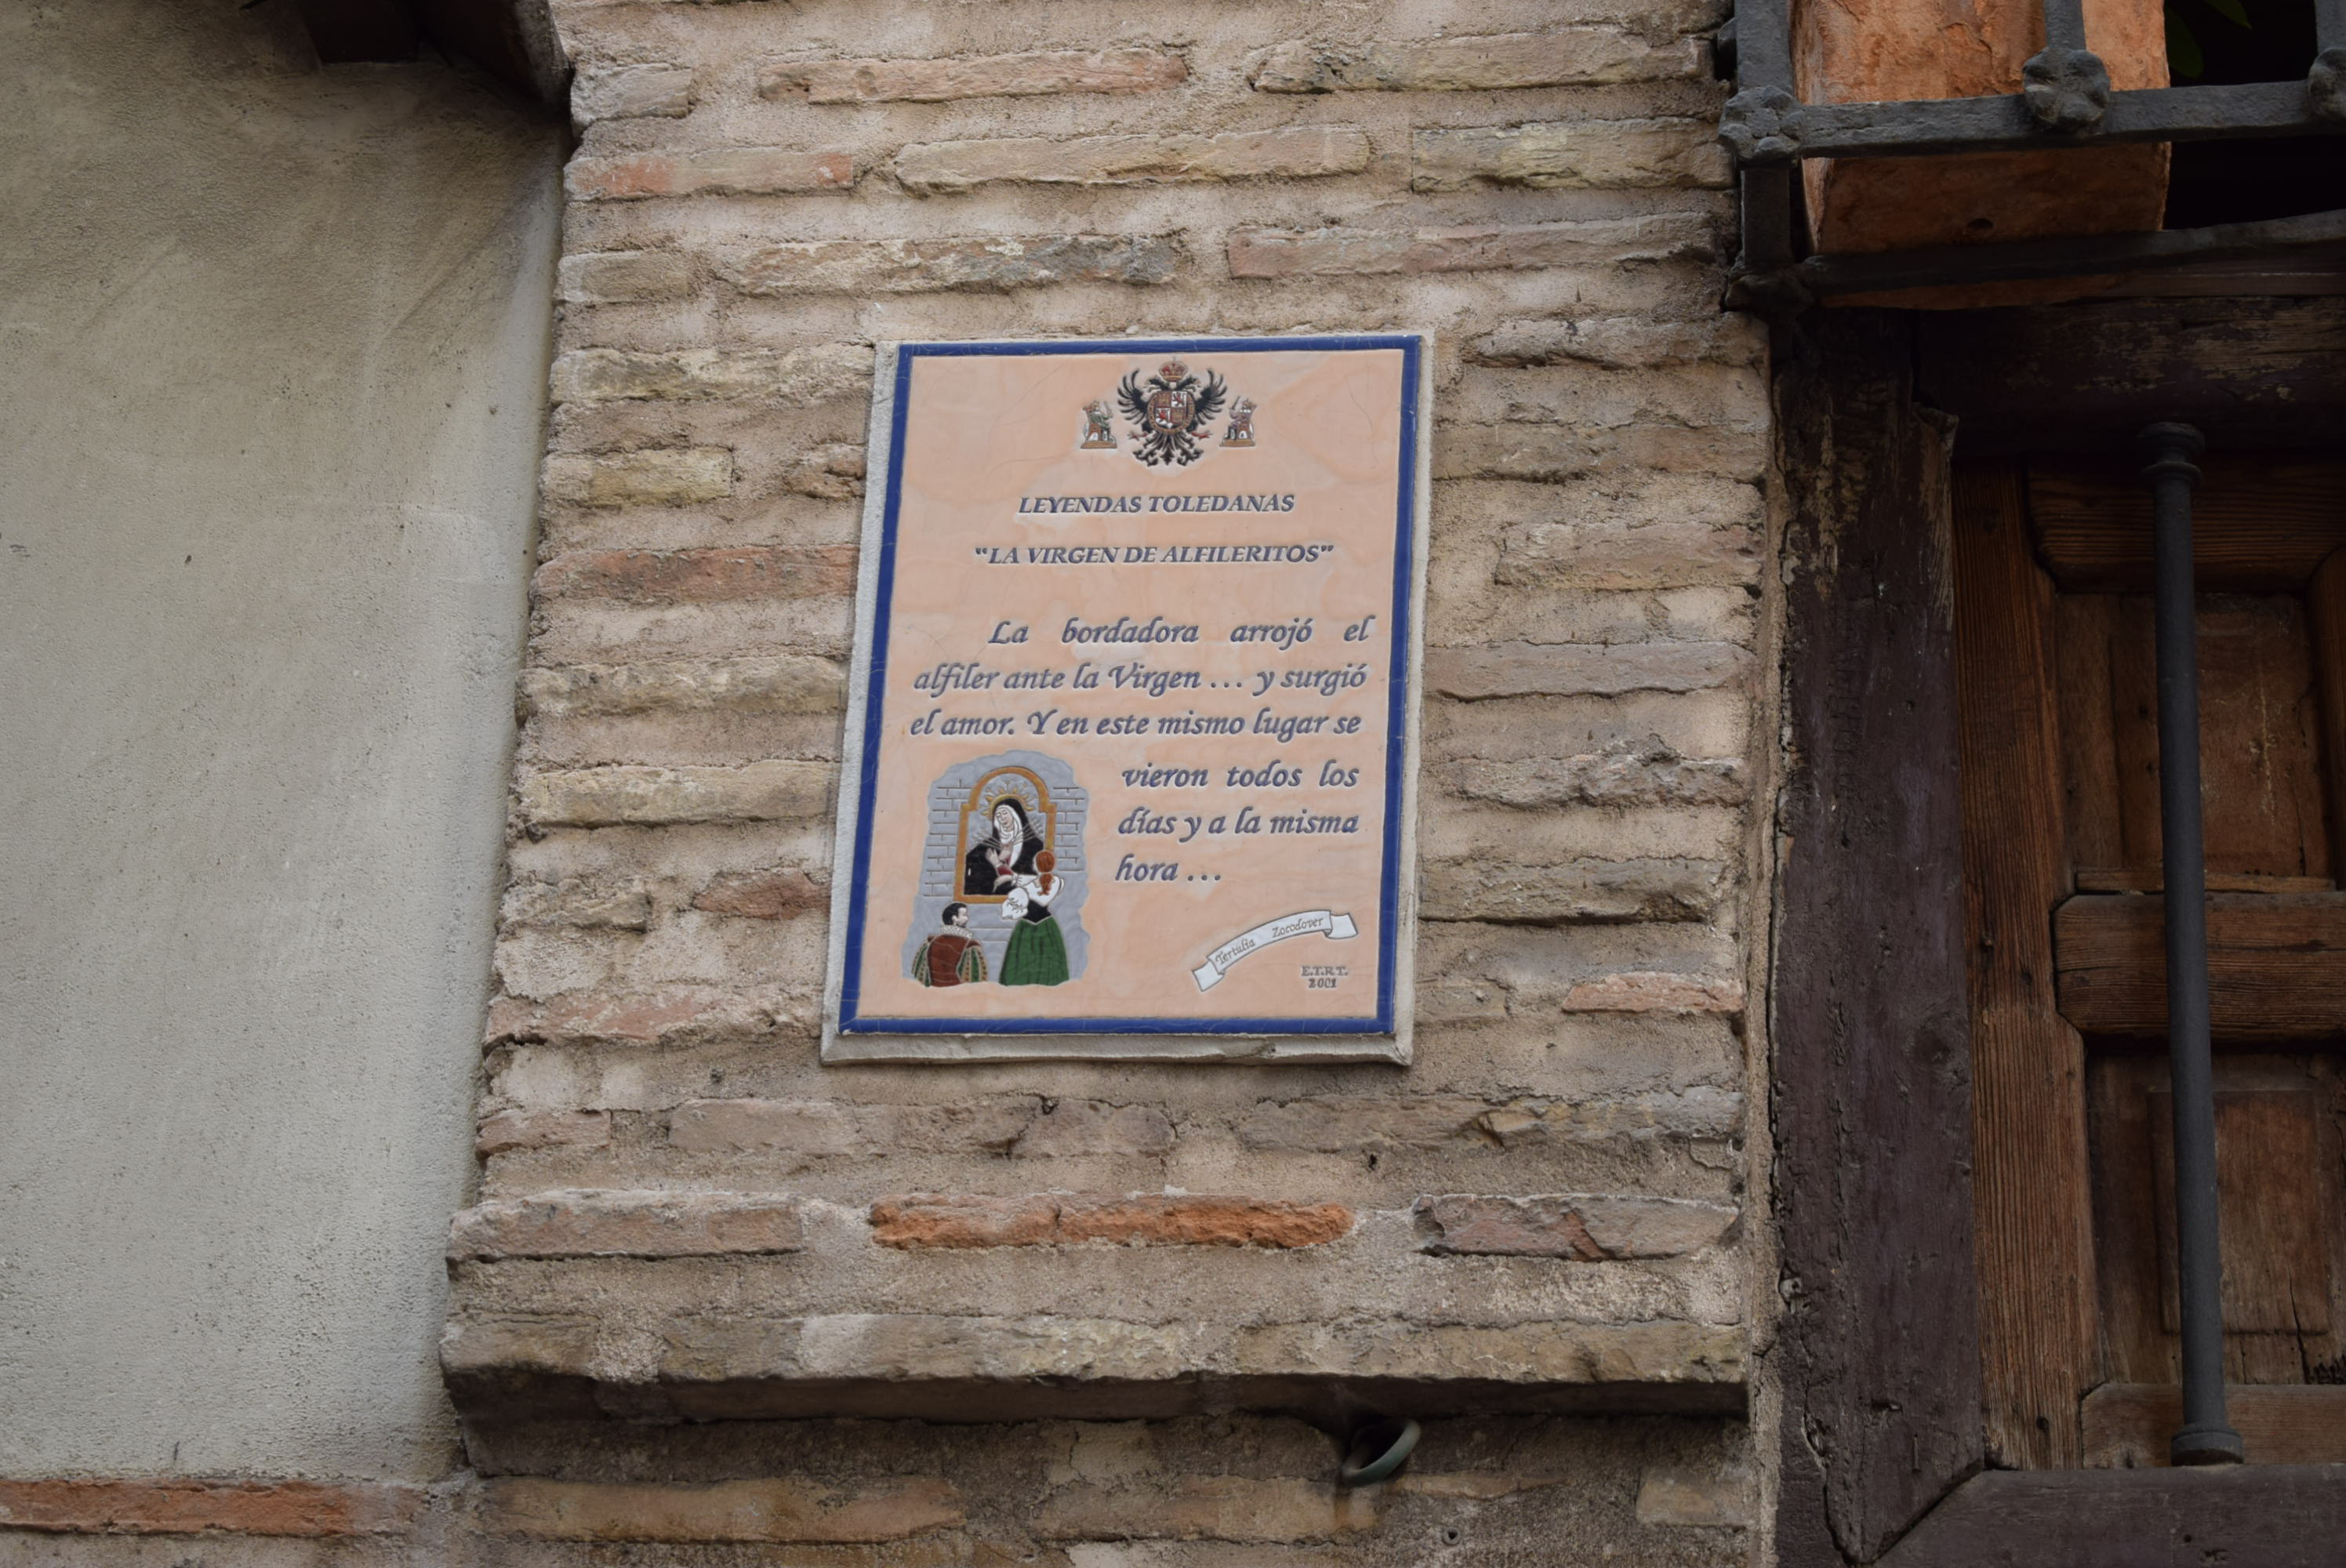 LEYENDAS TOLEDANAS
“LA VIRGEN DE ALFILERITOS”
La bordadora arrojó el
alfiler ante la Virgen ... y surgió
el amor. Y en este mismo lugar se
vieron todos los
días y a la misma
hora ...
Tertulia Zocodover
E.T.R.T.
2001